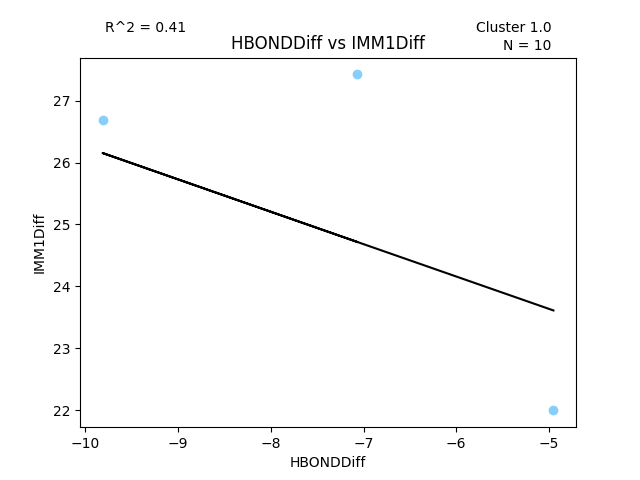 R^2 = 0.41
Cluster 1.0
N = 10
HBONDDiff vs IMM1Diff
27
26
25
24
23
22
IMM1Diff
−10
−9
−8
−7
−6
−5
HBONDDiff